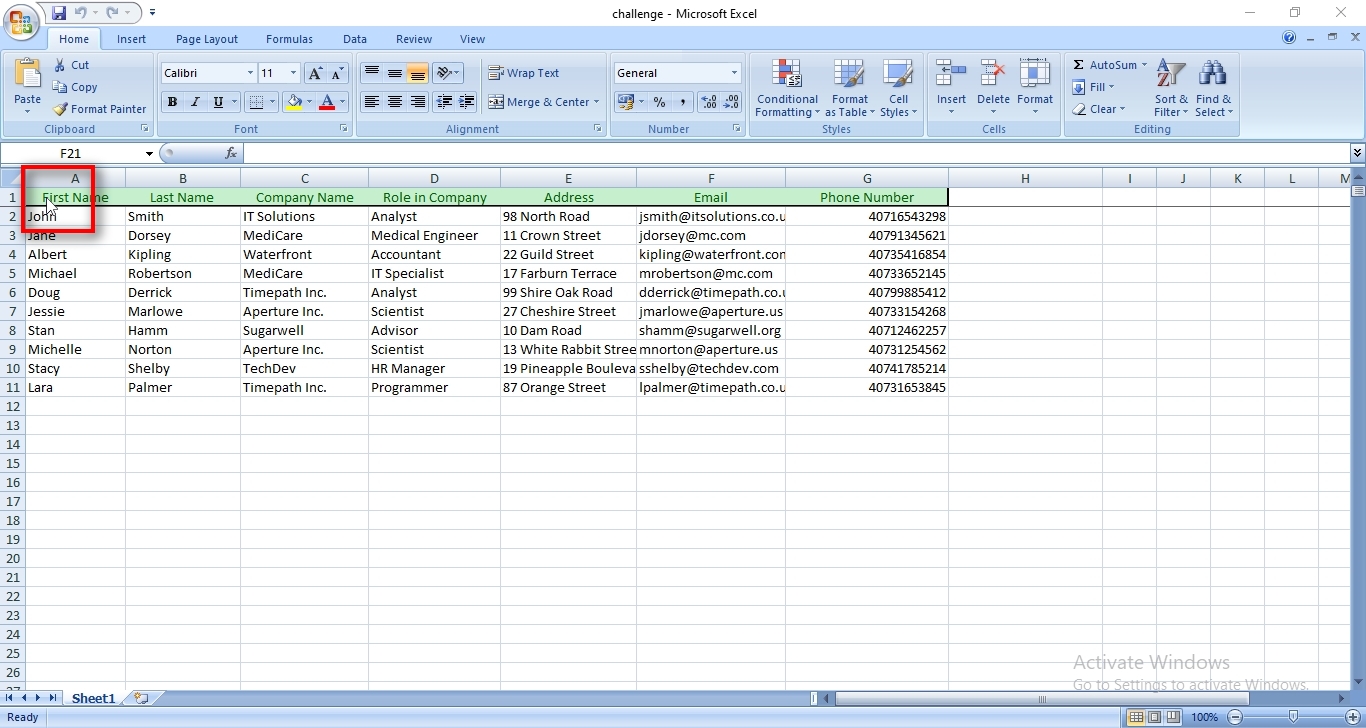 challenge - Microsoft Excel
Home Insert Page Layout Formulas Data Review View
Paste
Cut
Copy
Format Painter
Clipboard
Calibri 11
B I U
Font
Wrap Text
Merge & Center
Alignment
General
%
Number
Conditional Formatting
Format as Table
Cell Styles
Styles
Insert
Delete
Format
Cells
Σ AutoSum
Fill
Clear
Sort & Filter
Find & Select
Editing
F21 fx
A B C D E F G H I J K L M
1 First Name Last Name Company Name Role in Company Address Email Phone Number
2 John Smith IT Solutions Analyst 98 North Road jsmith@itsolutions.co.u 40716543298
3 Jane Dorsey MediCare Medical Engineer 11 Crown Street jdorsey@mc.com 40791345621
4 Albert Kipling Waterfront Accountant 22 Guild Street kipling@waterfront.con 40735416854
5 Michael Robertson MediCare IT Specialist 17 Farburn Terrace mrobertson@mc.com 40733652145
6 Doug Derrick Timepath Inc. Analyst 99 Shire Oak Road dderrick@timepath.co.u 40799885412
7 Jessie Marlowe Aperture Inc. Scientist 27 Cheshire Street jmarlowe@aperture.us 40733154268
8 Stan Hamm Sugarwell Advisor 10 Dam Road shamm@sugarwell.org 40712462257
9 Michelle Norton Aperture Inc. Scientist 13 White Rabbit Stree mnorton@aperture.us 40731254562
10 Stacy Shelby TechDev HR Manager 19 Pineapple Bouleva sshelby@techdev.com 40741785214
11 Lara Palmer Timepath Inc. Programmer 87 Orange Street lpalmer@timepath.co.u 40731653845
12
13
14
15
16
17
18
19
20
21
22
23
24
25
26
27
Activate Windows
Go to Settings to activate Windows.
Sheet1
Ready 100%